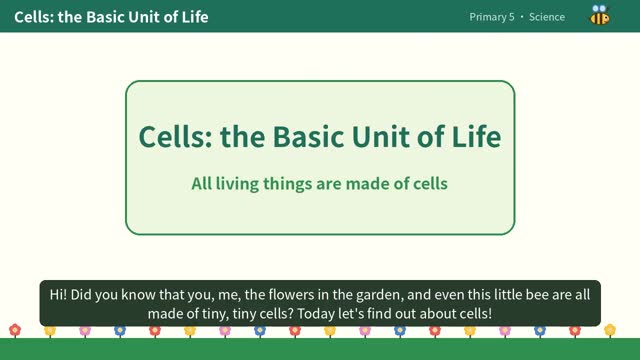 Cells: the Basic Unit of Life
Primary 5 • Science
Cells: the Basic Unit of Life
All living things are made of cells
Hi! Did you know that you, me, the flowers in the garden, and even this little bee are all
made of tiny, tiny cells? Today let's find out about cells!